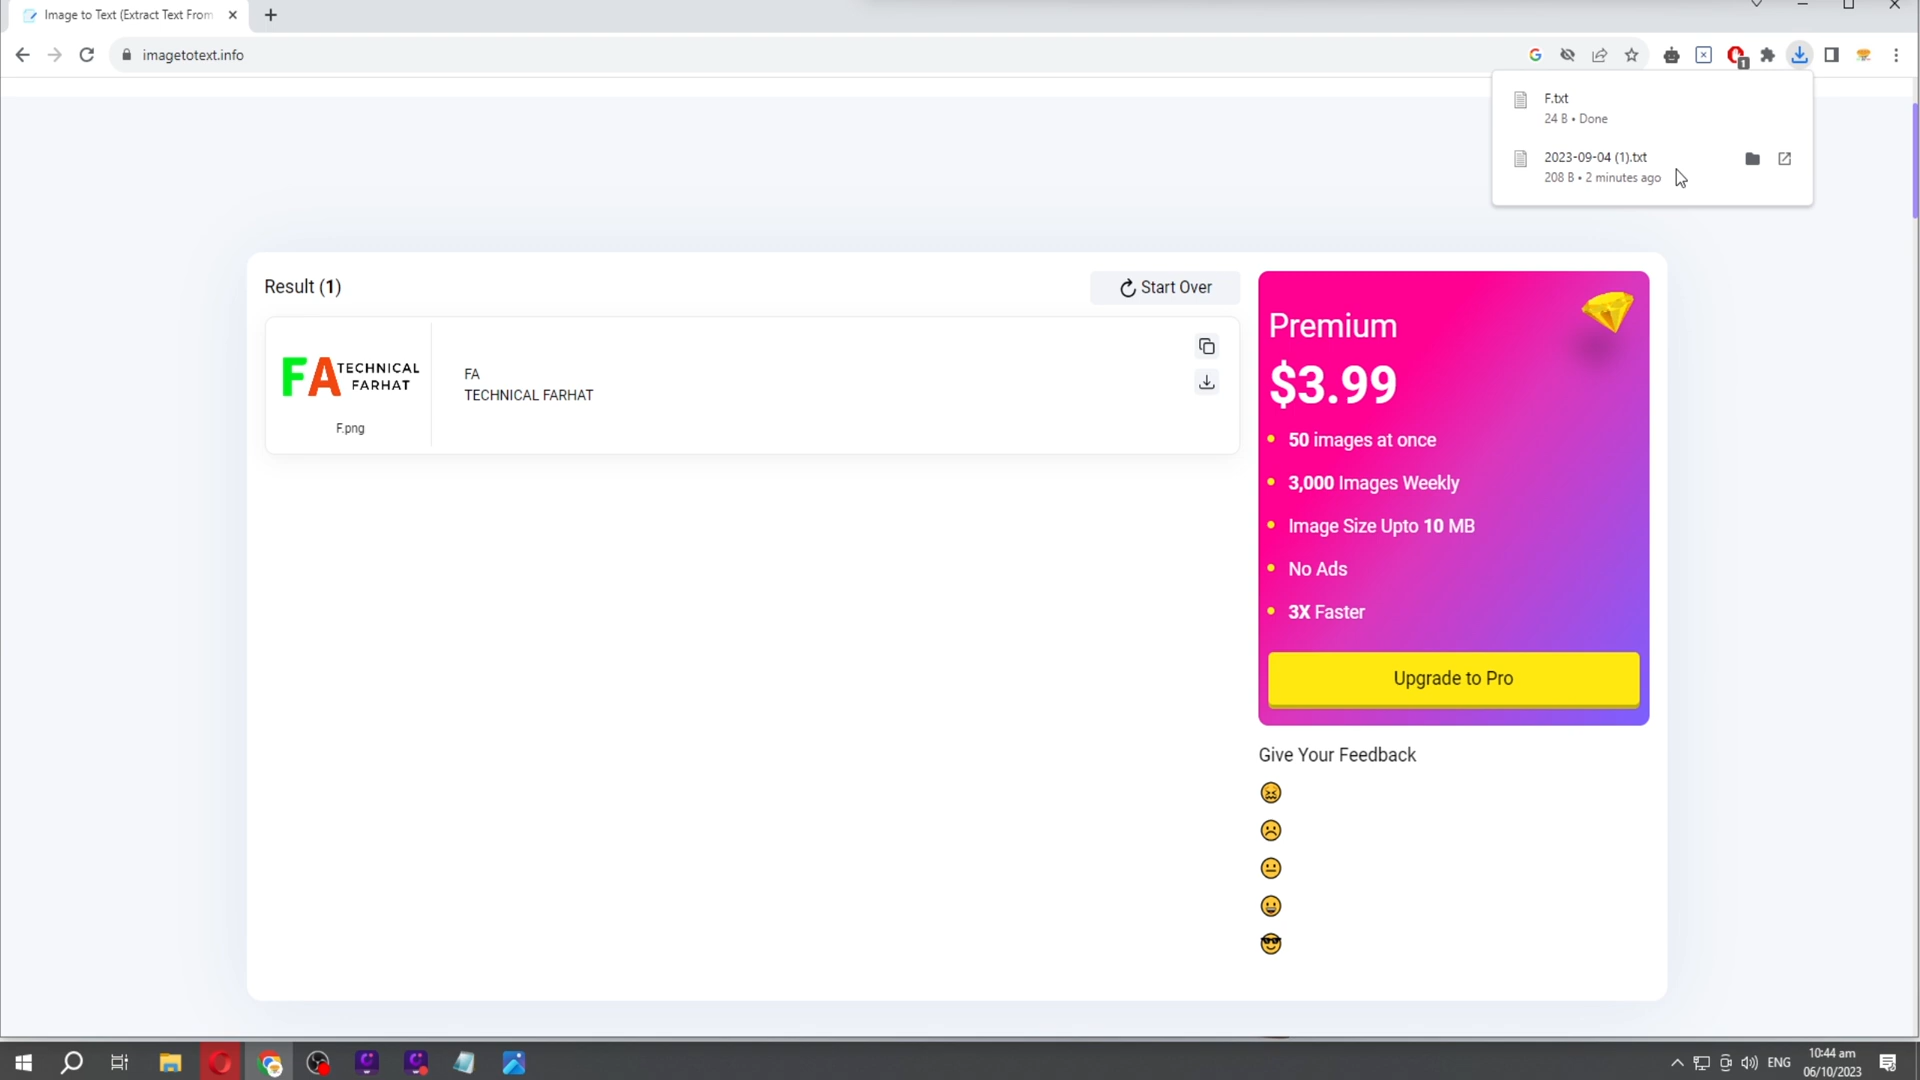 Image to Text (Extract Text From
imagetotext.info
1
F.txt
24 B • Done
2023-09-04 (1).txt
208 B • 2 minutes ago
Result (1)
Start Over
FA TECHNICAL
FARHAT
F.png
FA
TECHNICAL FARHAT
Premium
$3.99
50 images at once
3,000 Images Weekly
Image Size Upto 10 MB
No Ads
3X Faster
Upgrade to Pro
Give Your Feedback
ENG
10:44 am
06/10/2023